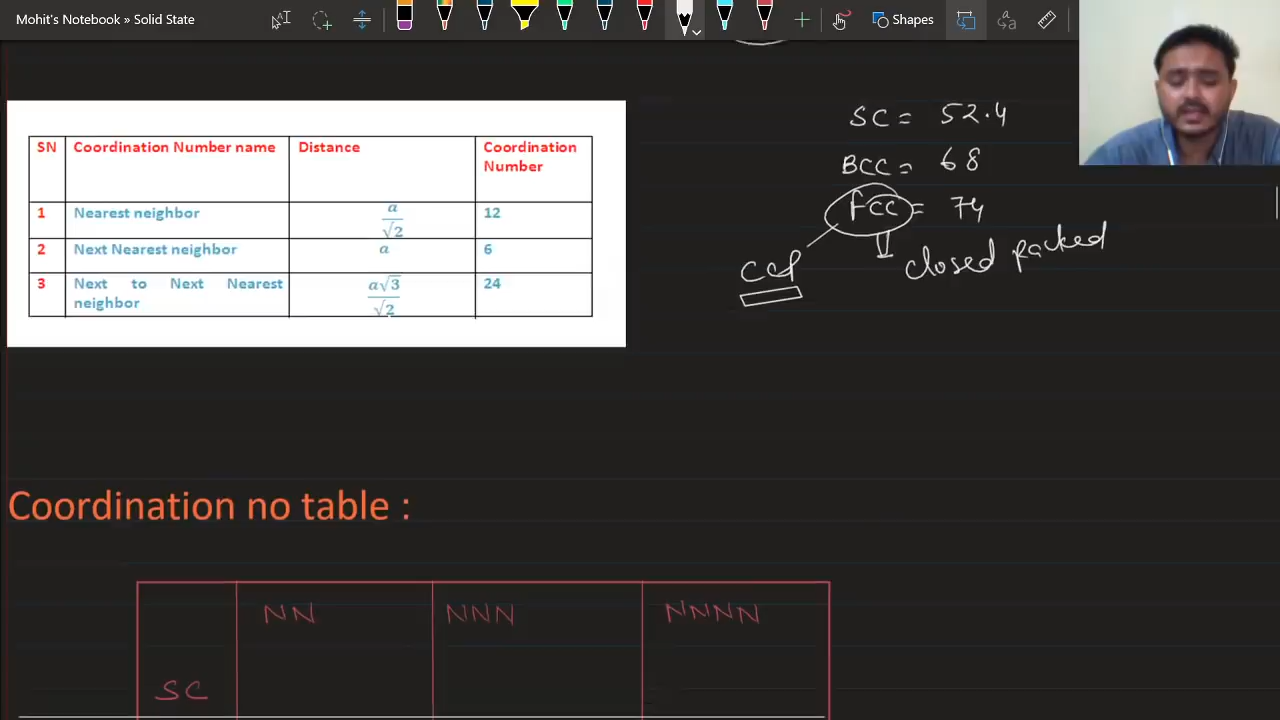 Mohit's Notebook » Solid State
Shapes
SN Coordination Number name Distance Coordination Number
1 Nearest neighbor a/√2 12
2 Next Nearest neighbor a 6
3 Next to Next Nearest neighbor a√3/√2 24
SC = 52.4
BCC = 68
FCC = 74
CCP
closed packed
Coordination no table :
NN NNN NNNN
SC